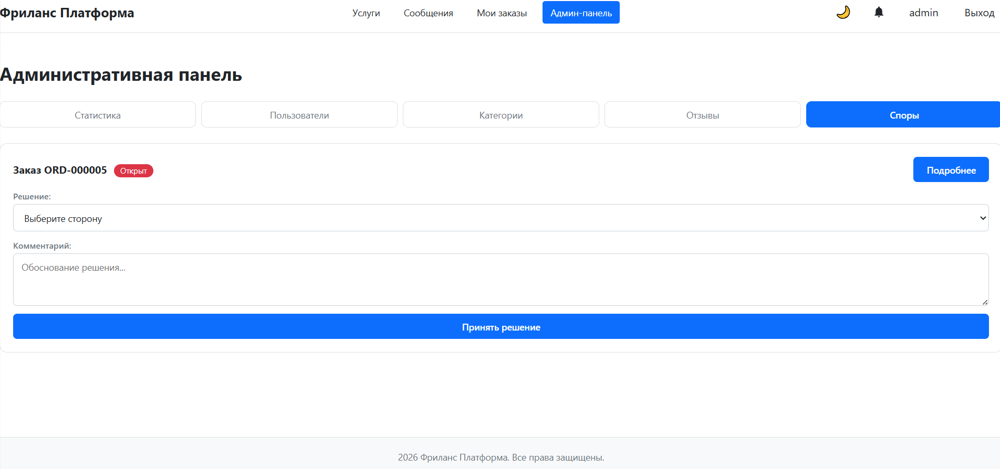 Фриланс Платформа
Услуги Сообщения Мои заказы Админ-панель admin Выход
Административная панель
Статистика Пользователи Категории Отзывы Споры
Заказ ORD-000005 Открыт Подробнее
Решение:
Выберите сторону
Комментарий:
Обоснование решения...
Принять решение
2026 Фриланс Платформа. Все права защищены.